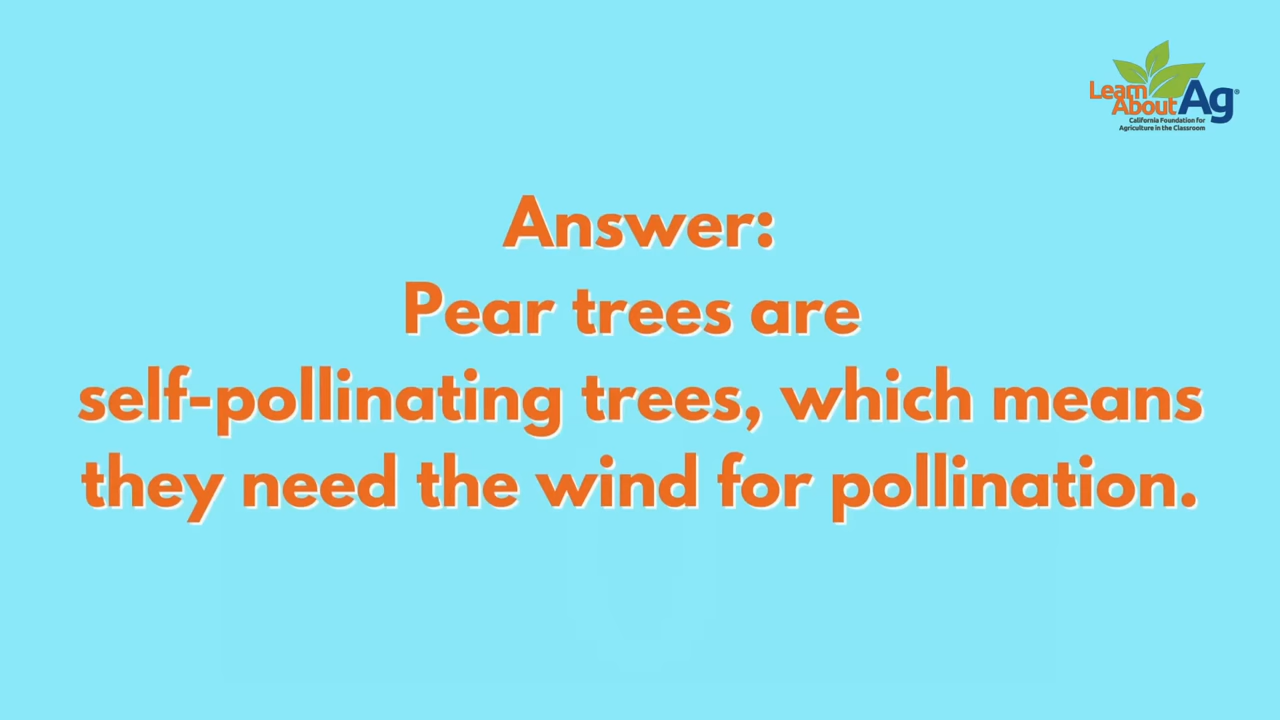 Learn
About Ag®
California Foundation for
Agriculture in the Classroom
Answer:
Pear trees are
self-pollinating trees, which means
they need the wind for pollination.